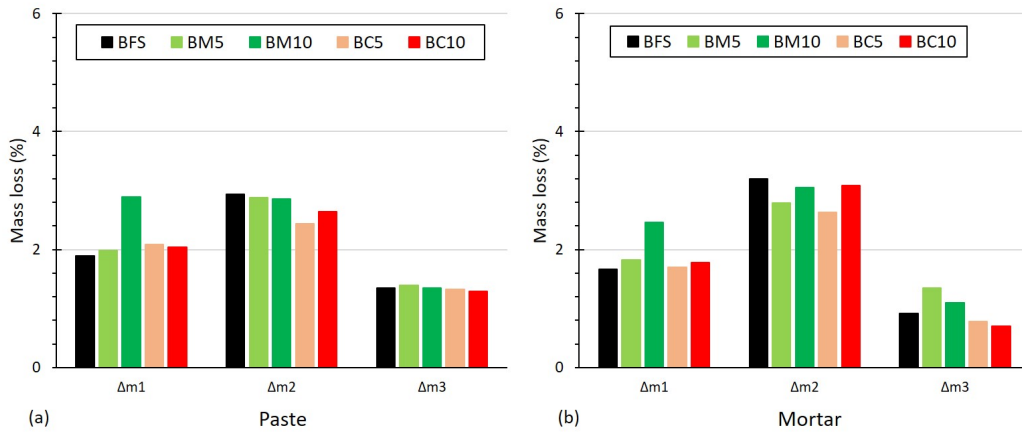 6
BFS BM5 BM10 BC5 BC10
4
Mass loss (%)
2
0
Δm1 Δm2 Δm3
(a) Paste
6
BFS BM5 BM10 BC5 BC10
4
Mass loss (%)
2
0
Δm1 Δm2 Δm3
(b) Mortar